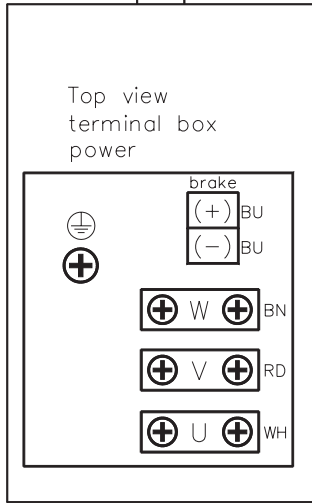 Top view
terminal box
power
brake
(+) BU
(-) BU
W BN
V RD
U WH